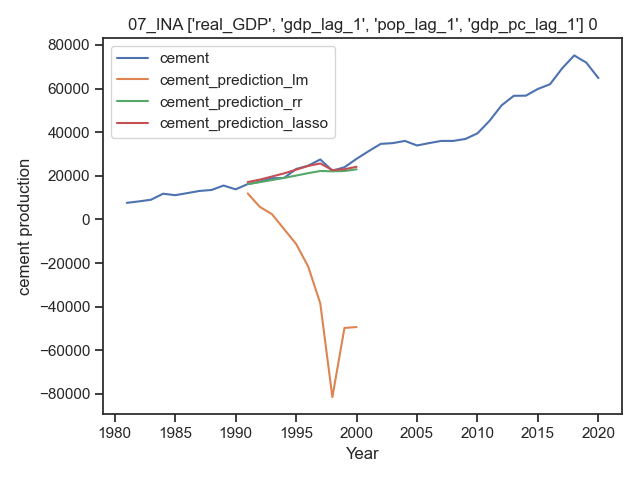 07_INA ['real_GDP', 'gdp_lag_1', 'pop_lag_1', 'gdp_pc_lag_1'] 0
cement
cement_prediction_lm
cement_prediction_rr
cement_prediction_lasso
80000
60000
40000
20000
0
−20000
−40000
−60000
−80000
cement production
1980 1985 1990 1995 2000 2005 2010 2015 2020
Year